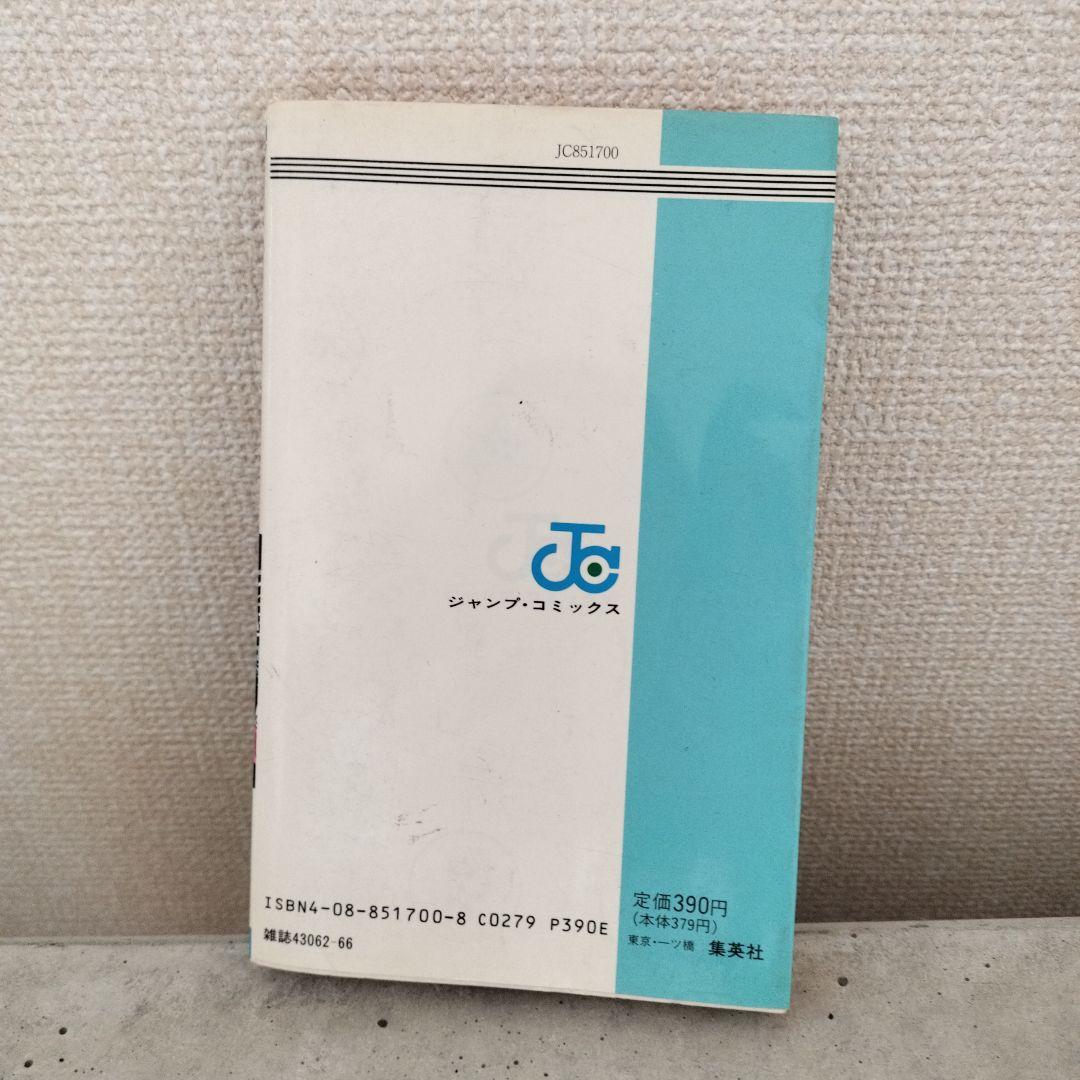 JC851700
JC
ジャンプ・コミックス
ISBN4-08-851700-8 C0279 P390E
雑誌43062-66
定価390円
(本体379円)
東京・一ツ橋 集英社